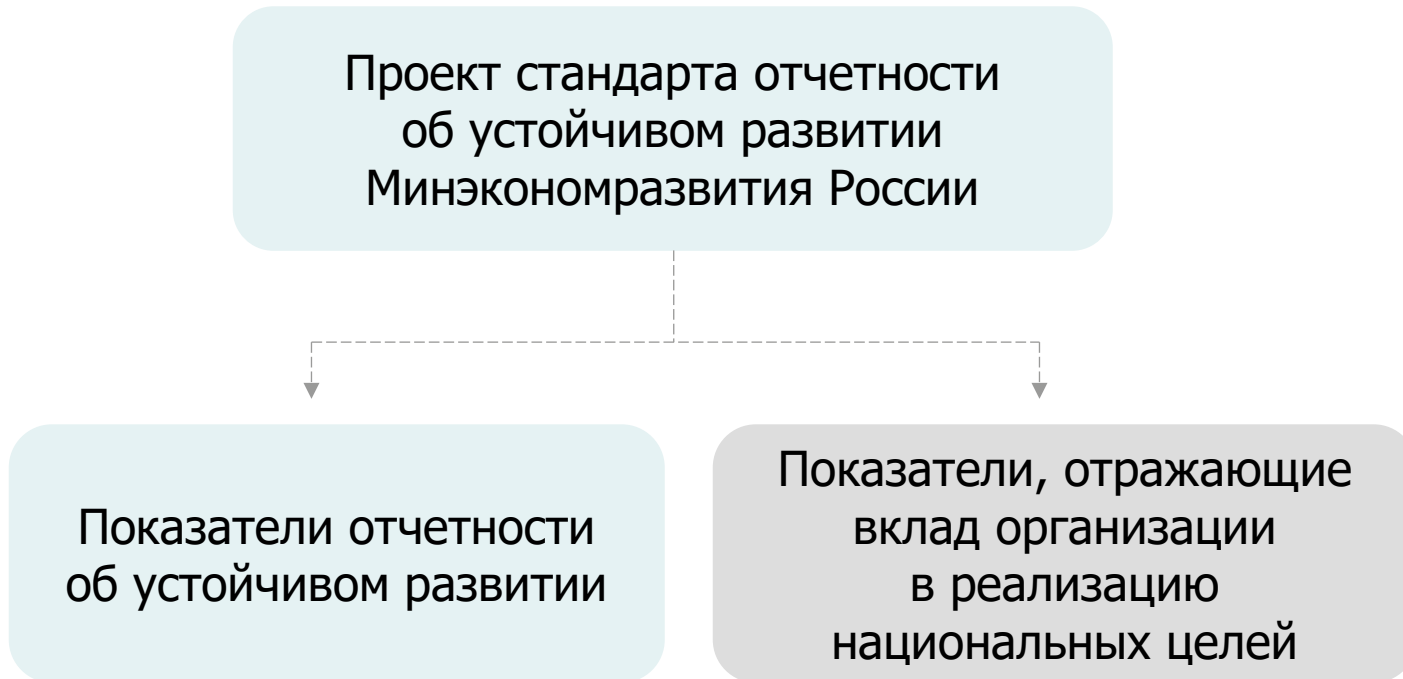 Проект стандарта отчетности
об устойчивом развитии
Минэкономразвития России
Показатели отчетности
об устойчивом развитии
Показатели, отражающие
вклад организации
в реализацию
национальных целей